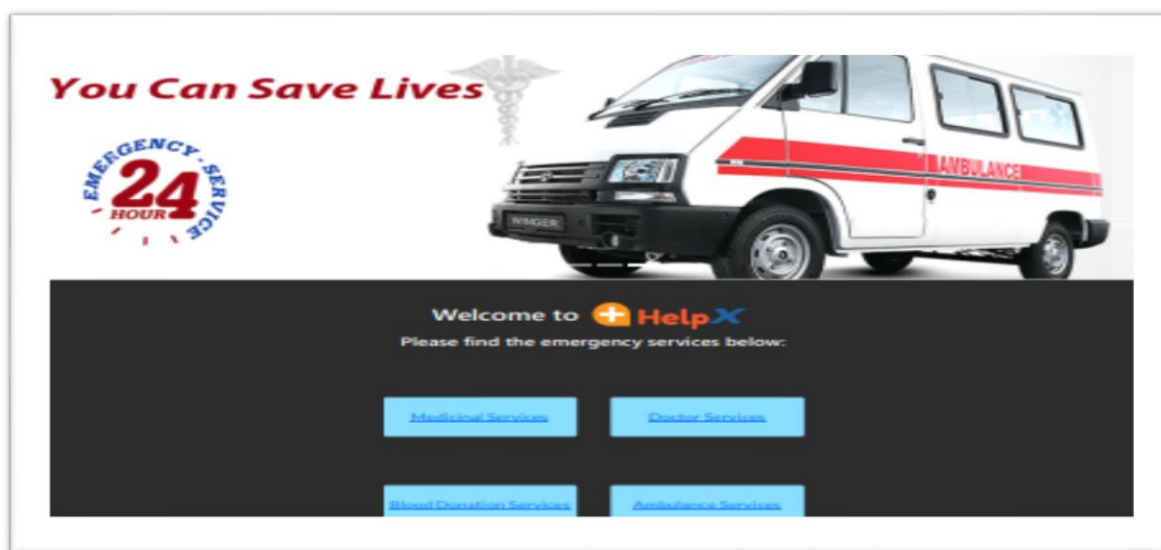 You Can Save Lives
EMERGENCY-SERVICE
24
HOUR
AMBULANCE
WINGER
Welcome to HelpX
Please find the emergency services below:
Medicinal Services
Doctor Services
Blood Donation Services
Ambulance Services